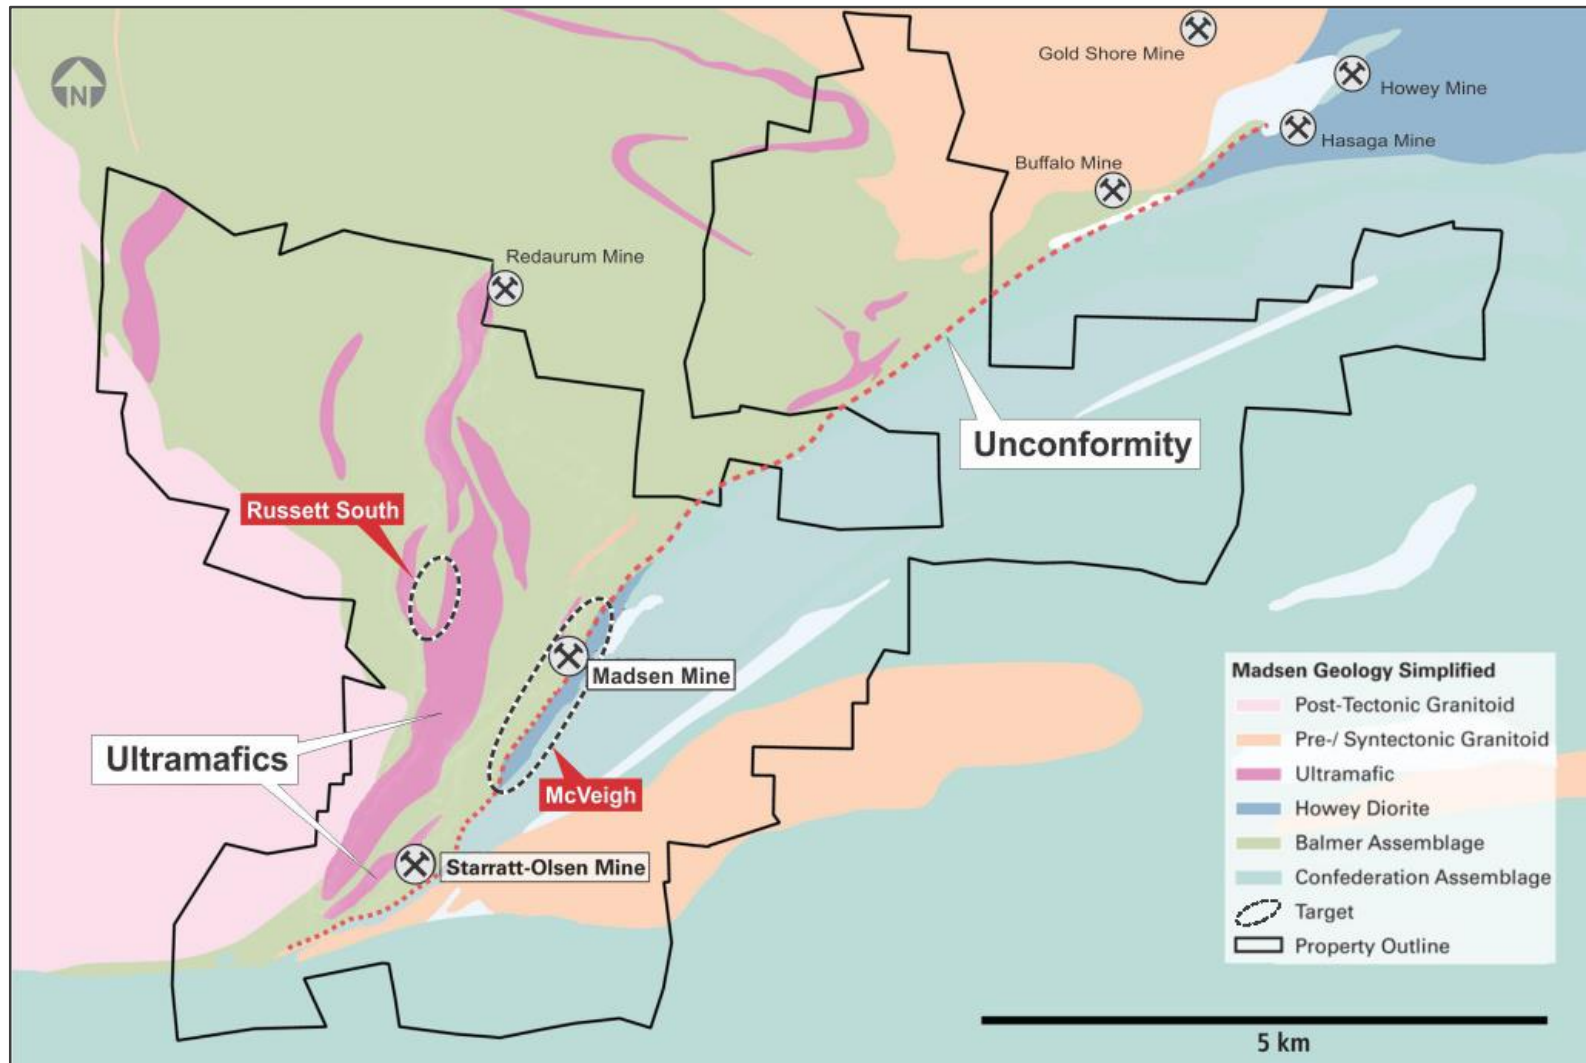 Gold Shore Mine
Howey Mine
N
Hasaga Mine
Buffalo Mine
Redaurum Mine
Unconformity
Russett South
Madsen Mine
Ultramafics
McVeigh
Starratt-Olsen Mine
Madsen Geology Simplified
Post-Tectonic Granitoid
Pre-/ Syntectonic Granitoid
Ultramafic
Howey Diorite
Balmer Assemblage
Confederation Assemblage
Target
Property Outline
5 km